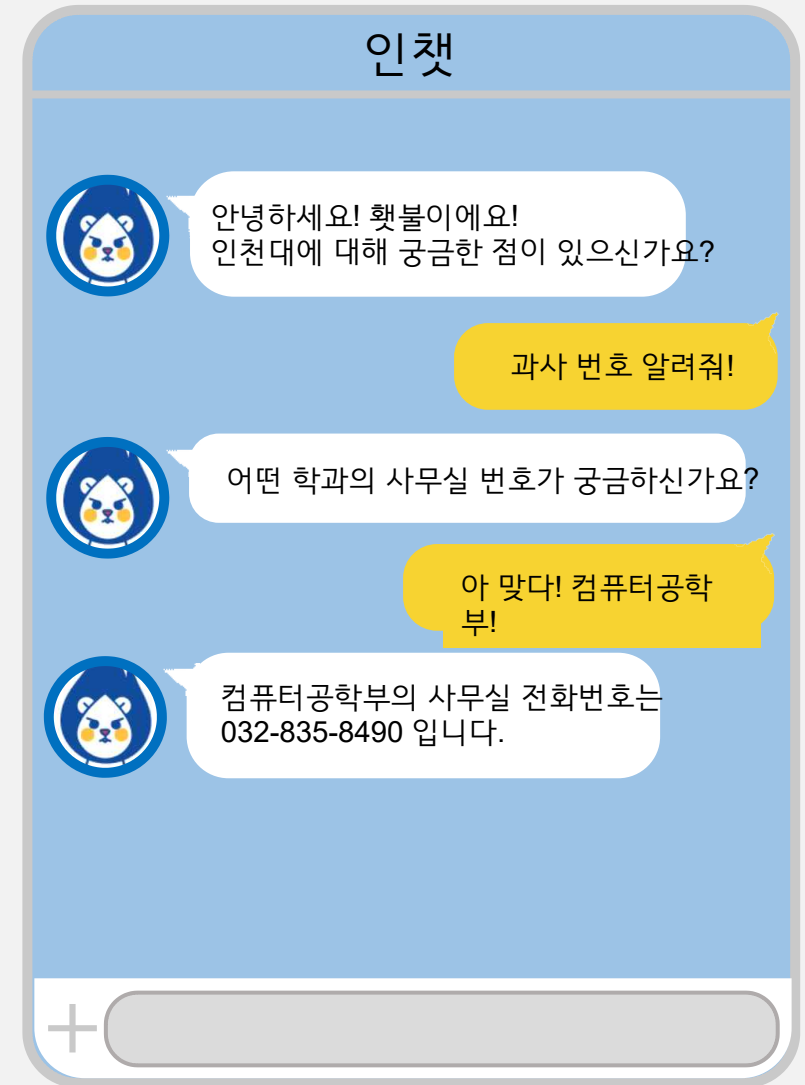 인챗
안녕하세요! 횃불이에요!
인천대에 대해 궁금한 점이 있으신가요?
과사 번호 알려줘!
어떤 학과의 사무실 번호가 궁금하신가요?
아 맞다! 컴퓨터공학
부!
컴퓨터공학부의 사무실 전화번호는
032-835-8490 입니다.